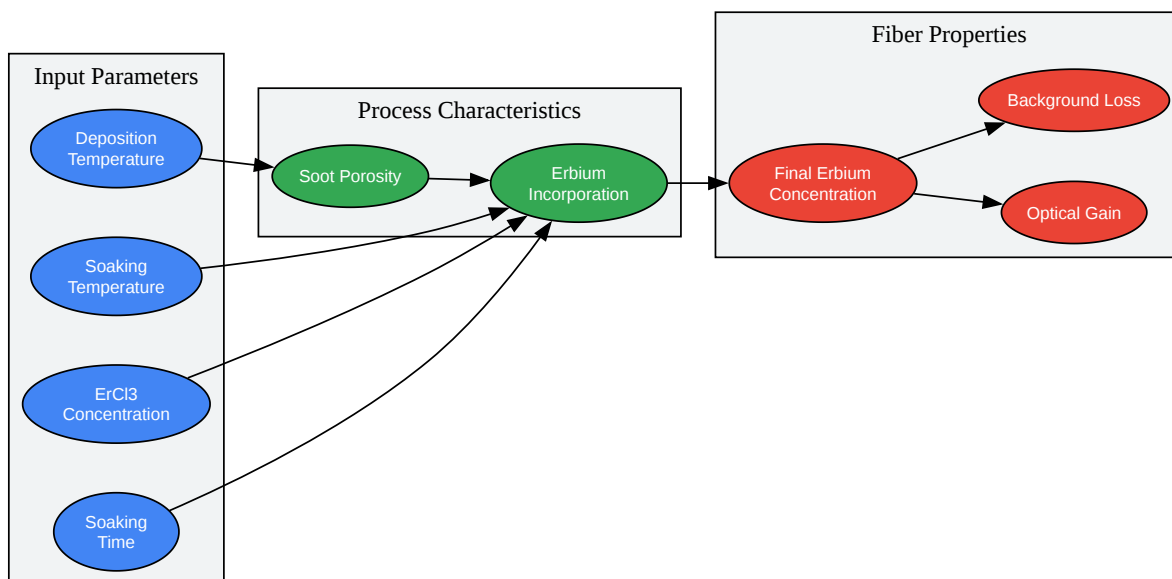 Input Parameters
Deposition
Temperature
Soaking
Temperature
ErCl3
Concentration
Soaking
Time
Process Characteristics
Soot Porosity
Erbium
Incorporation
Fiber Properties
Final Erbium
Concentration
Background Loss
Optical Gain